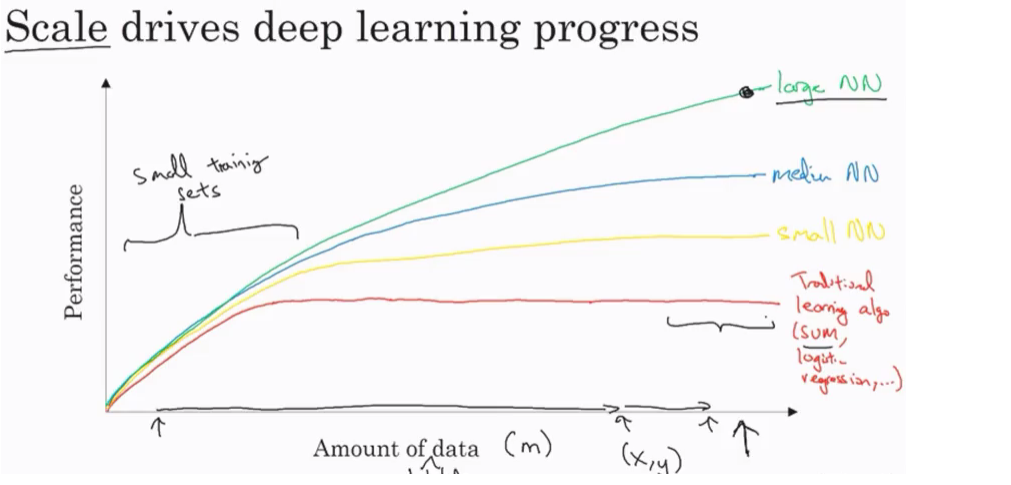 Scale drives deep learning progress
large NN
small training
sets
medium NN
Performance
small NN
Traditional
learning algo
(SVM,
logistic
regression,...)
Amount of data (m)
(x,y)